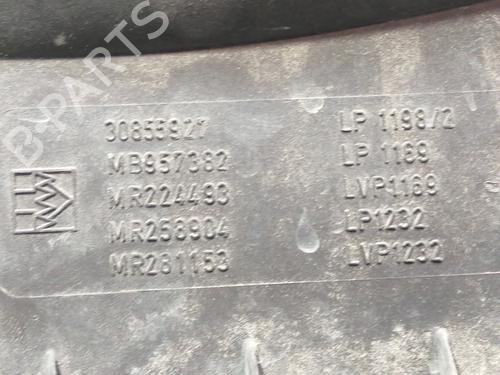 30855927 LP 1198/2
MB957382 LP 1169
MR224493 LVP1169
MR258904 LP1232
MR281153 LVP1232
B-PARTS